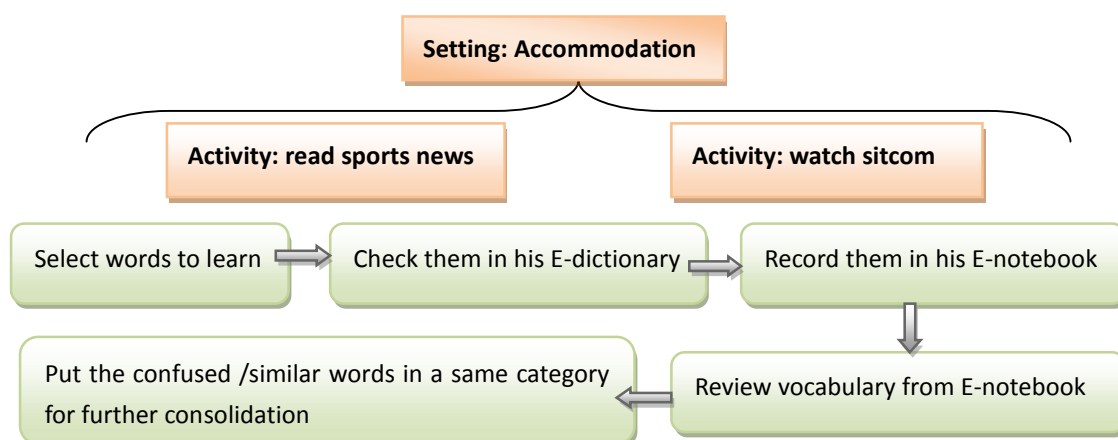 Setting: Accommodation
Activity: read sports news
Activity: watch sitcom
Select words to learn
Check them in his E-dictionary
Record them in his E-notebook
Review vocabulary from E-notebook
Put the confused /similar words in a same category
for further consolidation